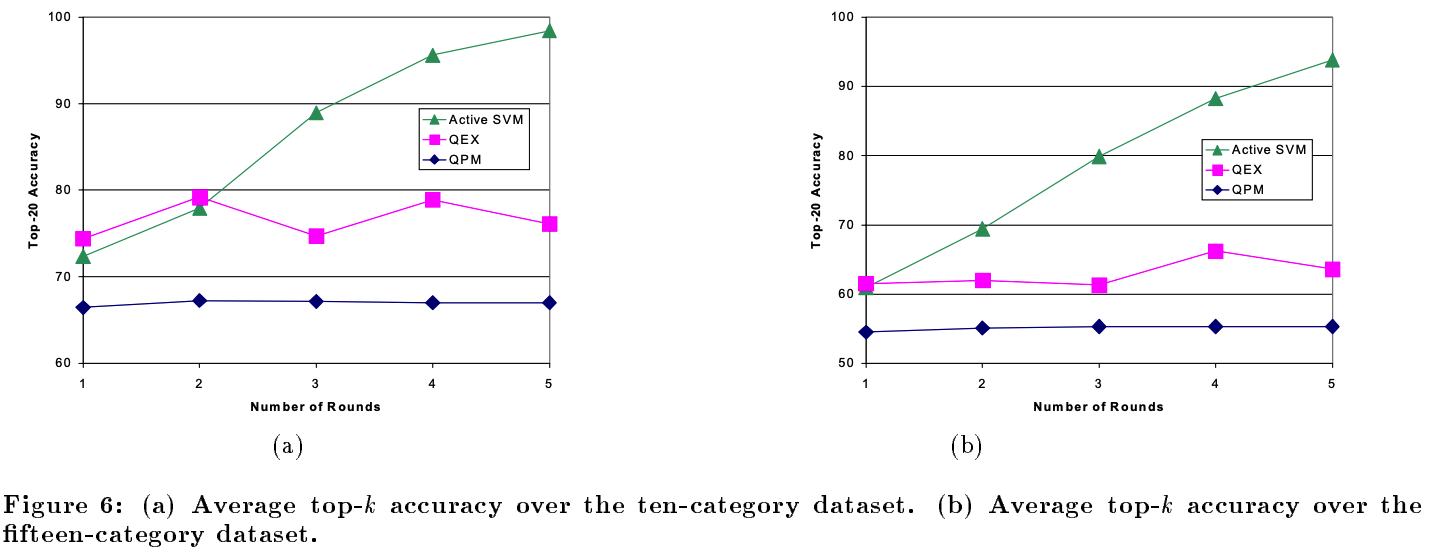 100
90
80
70
60
Top-20 Accuracy
Active SVM
QEX
QPM
1 2 3 4 5
Number of Rounds
(a)
100
90
80
70
60
50
Top-20 Accuracy
Active SVM
QEX
QPM
1 2 3 4 5
Number of Rounds
(b)
Figure 6: (a) Average top-k accuracy over the ten-category dataset. (b) Average top-k accuracy over the
fifteen-category dataset.